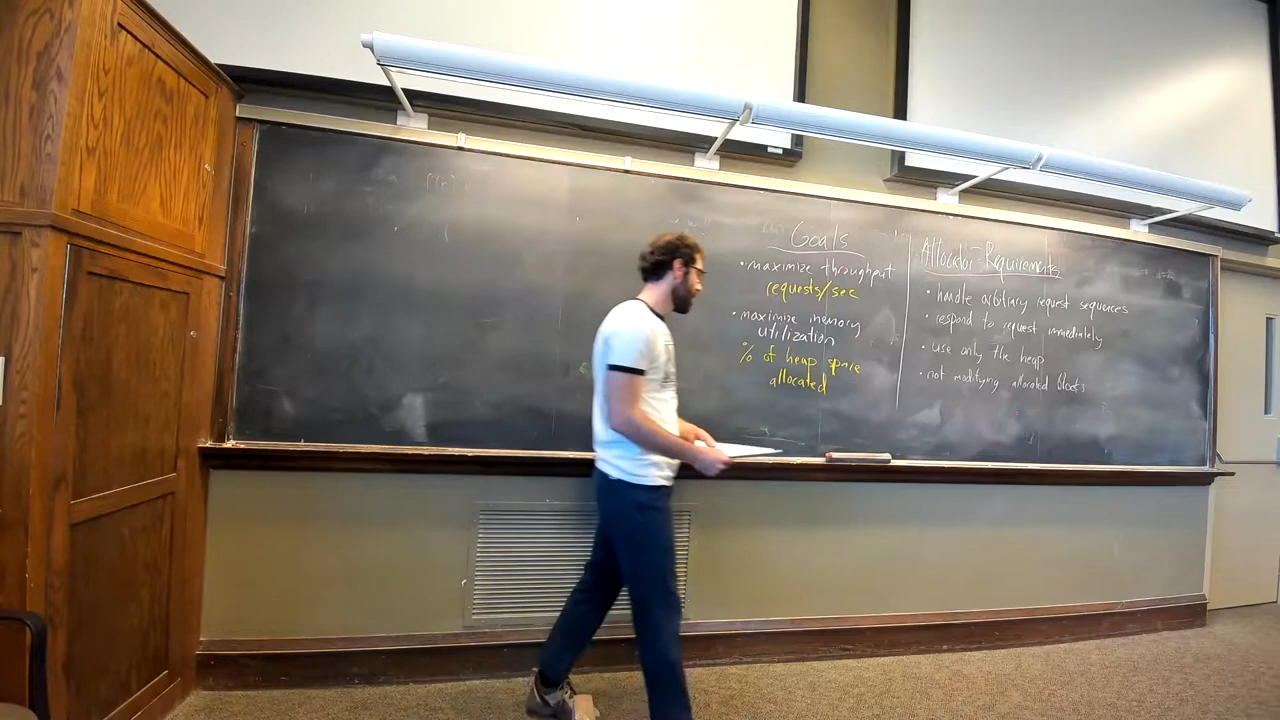 Goals
• maximize throughput
requests/sec
• maximize memory
utilization
% of heap space
allocated
Allocator Requirements
• handle arbitrary request sequences
• respond to request immediately
• use only the heap
• not modifying allocated blocks